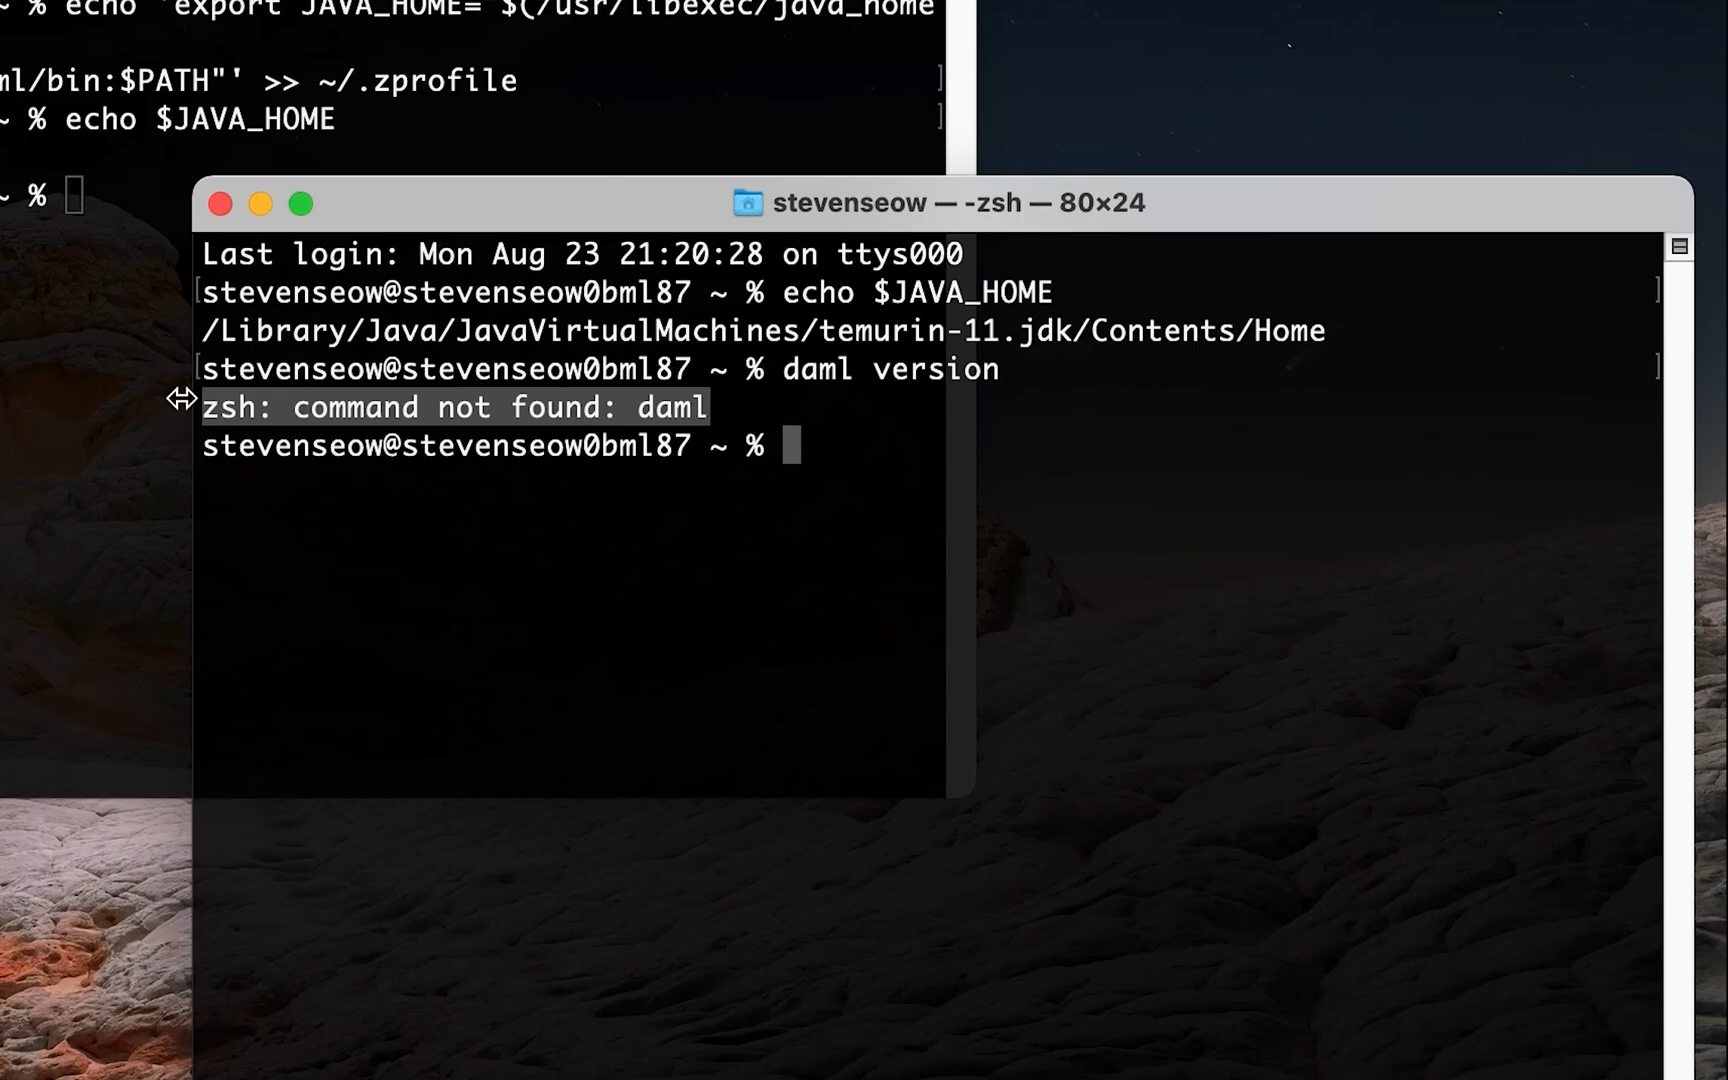 ~ % echo 'export JAVA_HOME="$(/usr/libexec/java_home
ml/bin:$PATH"' >> ~/.zprofile
~ % echo $JAVA_HOME
~ %
stevenseow — -zsh — 80×24
Last login: Mon Aug 23 21:20:28 on ttys000
stevenseow@stevenseow0bml87 ~ % echo $JAVA_HOME
/Library/Java/JavaVirtualMachines/temurin-11.jdk/Contents/Home
stevenseow@stevenseow0bml87 ~ % daml version
zsh: command not found: daml
stevenseow@stevenseow0bml87 ~ %